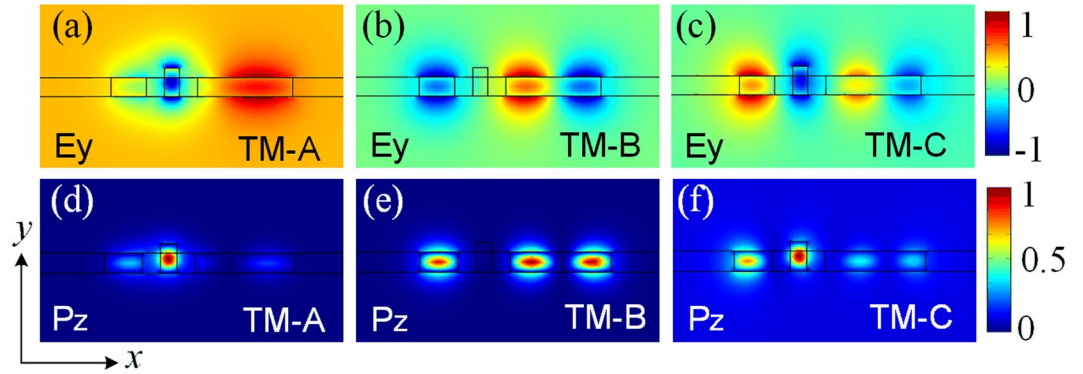 (a) (b) (c)
Ey TM-A Ey TM-B Ey TM-C
1
0
-1
(d) (e) (f)
Pz TM-A Pz TM-B Pz TM-C
1
0.5
0
y
x